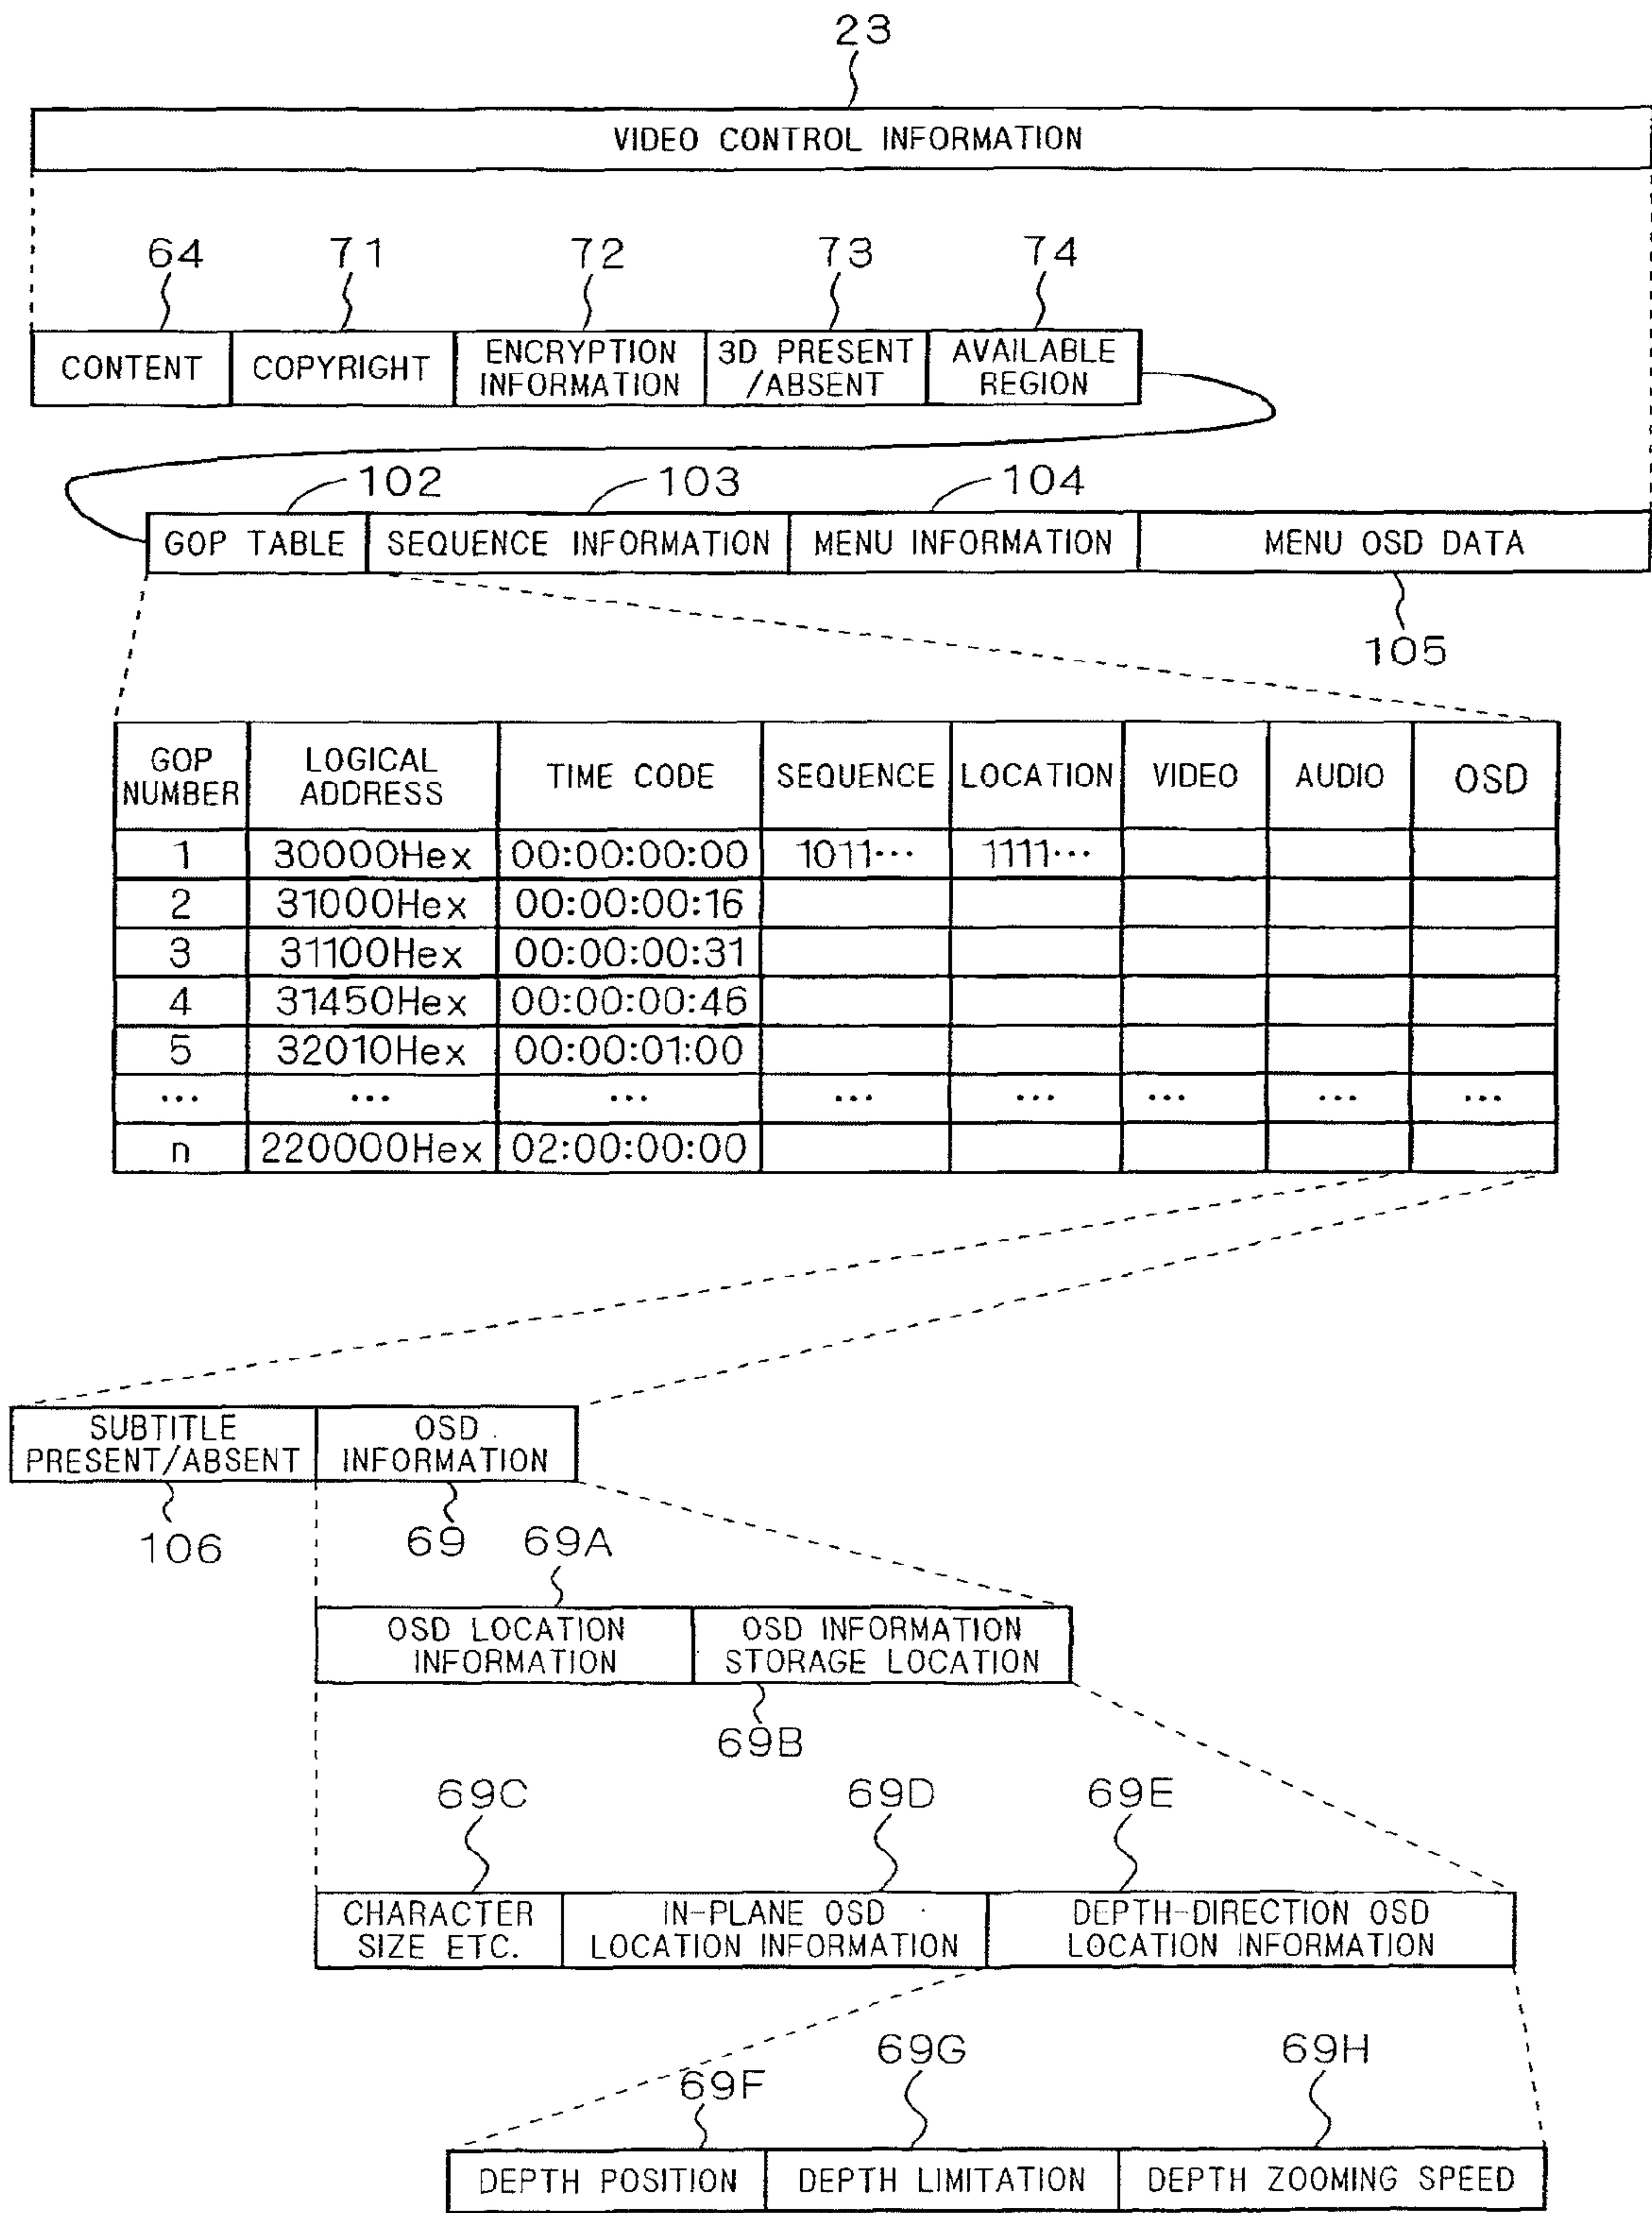 23
VIDEO CONTROL INFORMATION
64 71 72 73 74
CONTENT COPYRIGHT ENCRYPTION INFORMATION 3D PRESENT /ABSENT AVAILABLE REGION
102 103 104
GOP TABLE SEQUENCE INFORMATION MENU INFORMATION MENU OSD DATA
105
GOP NUMBER LOGICAL ADDRESS TIME CODE SEQUENCE LOCATION VIDEO AUDIO OSD
1 30000Hex 00:00:00:00 1011··· 1111···
2 31000Hex 00:00:00:16
3 31100Hex 00:00:00:31
4 31450Hex 00:00:00:46
5 32010Hex 00:00:01:00
··· ··· ··· ··· ··· ··· ··· ···
n 220000Hex 02:00:00:00
SUBTITLE PRESENT/ABSENT OSD INFORMATION
106 69 69A
OSD LOCATION INFORMATION OSD INFORMATION STORAGE LOCATION
69B
69C 69D 69E
CHARACTER SIZE ETC. IN-PLANE OSD LOCATION INFORMATION DEPTH-DIRECTION OSD LOCATION INFORMATION
69F 69G 69H
DEPTH POSITION DEPTH LIMITATION DEPTH ZOOMING SPEED